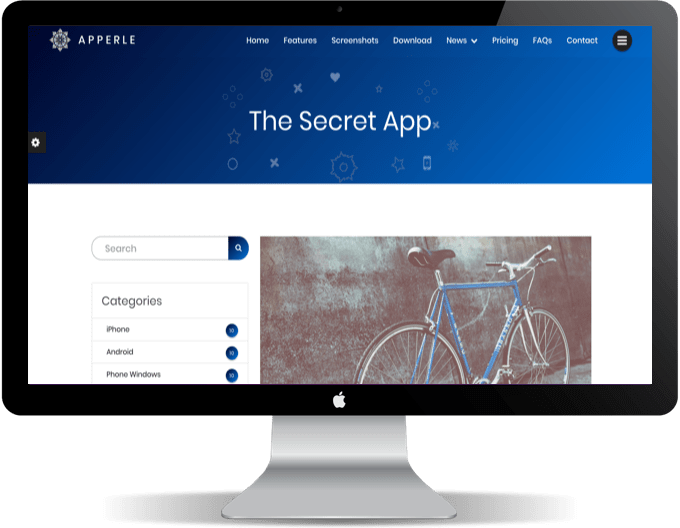 APPERLE Home Features Screenshots Download News Pricing FAQs Contact
The Secret App
Search
Categories
iPhone 10
Android 10
Phone Windows 10